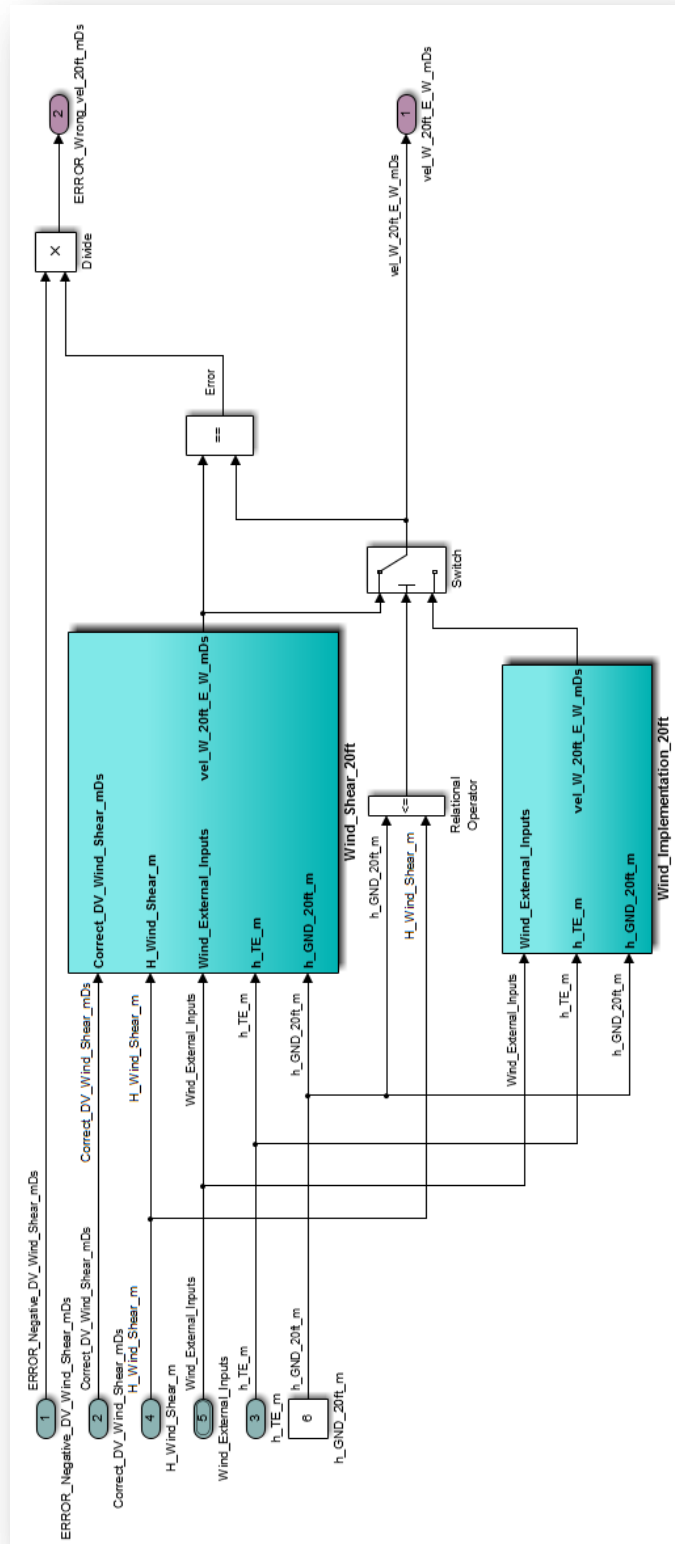 1
ERROR_Negative_DV_Wind_Shear_mDs
ERROR_Negative_DV_Wind_Shear_mDs
×
Divide
2
ERROR_Wrong_vel_20ft_mDs
2
Correct_DV_Wind_Shear_mDs
Correct_DV_Wind_Shear_mDs
Correct_DV_Wind_Shear_mDs
Correct_DV_Wind_Shear_mDs
4
H_Wind_Shear_m
H_Wind_Shear_m
H_Wind_Shear_m
H_Wind_Shear_m
5
Wind_External_Inputs
Wind_External_Inputs
Wind_External_Inputs
Wind_External_Inputs
vel_W_20ft_E_W_mDs
==
Error
3
h_TE_m
h_TE_m
h_TE_m
h_TE_m
6
h_GND_20ft_m
h_GND_20ft_m
h_GND_20ft_m
h_GND_20ft_m
Wind_Shear_20ft
h_GND_20ft_m
H_Wind_Shear_m
<=
Relational
Operator
Switch
vel_W_20ft_E_W_mDs
1
vel_W_20ft_E_W_mDs
Wind_External_Inputs
Wind_External_Inputs
h_TE_m
h_TE_m
vel_W_20ft_E_W_mDs
h_GND_20ft_m
h_GND_20ft_m
Wind_Implementation_20ft